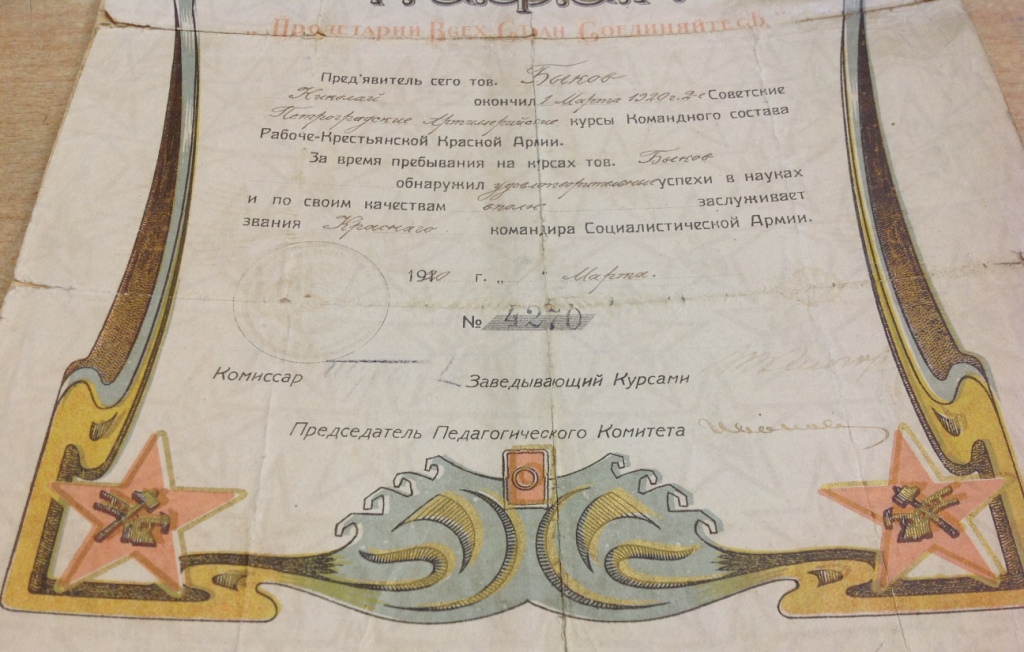 Р.С.Ф.С.Р.
„Пролетарии Всех Стран Соединяйтесь“
Пред'явитель сего тов. Быков
Николай окончил 1 Марта 1920 г. 2-е Советские
Петроградские Артиллерийские курсы Командного состава
Рабоче-Крестьянской Красной Армии.
За время пребывания на курсах тов. Быков
обнаружил удовлетворительные успехи в науках
и по своим качествам вполне заслуживает
звания Краснаго командира Социалистической Армии.
1920 г. „ “ Марта.
№ 4270
Комиссар Заведывающий Курсами
Председатель Педагогического Комитета